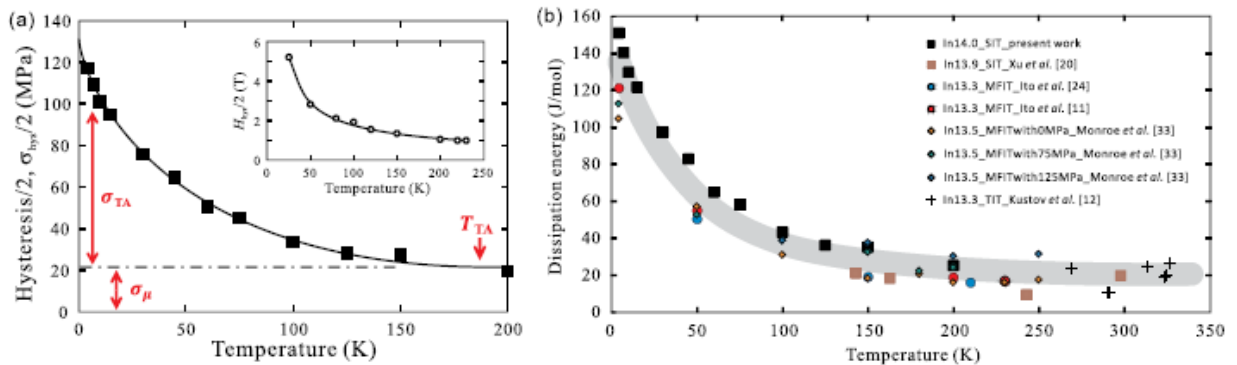 (a)
Hysteresis/2, σhys/2 (MPa)
140
120
100
80
60
40
20
0
0 50 100 150 200
Temperature (K)
σTA
σμ
TTA
Hhys/2 (T)
6
4
2
0
0 50 100 150 200 250
Temperature (K)
(b)
Dissipation energy (J/mol)
160
140
120
100
80
60
40
20
0
0 50 100 150 200 250 300 350
Temperature (K)
In14.0_SIT_present work
In13.9_SIT_Xu et al. [20]
In13.3_MFIT_Ito et al. [24]
In13.3_MFIT_Ito et al. [11]
In13.5_MFITwith0MPa_Monroe et al. [33]
In13.5_MFITwith75MPa_Monroe et al. [33]
In13.5_MFITwith125MPa_Monroe et al. [33]
In13.3_TIT_Kustov et al. [12]